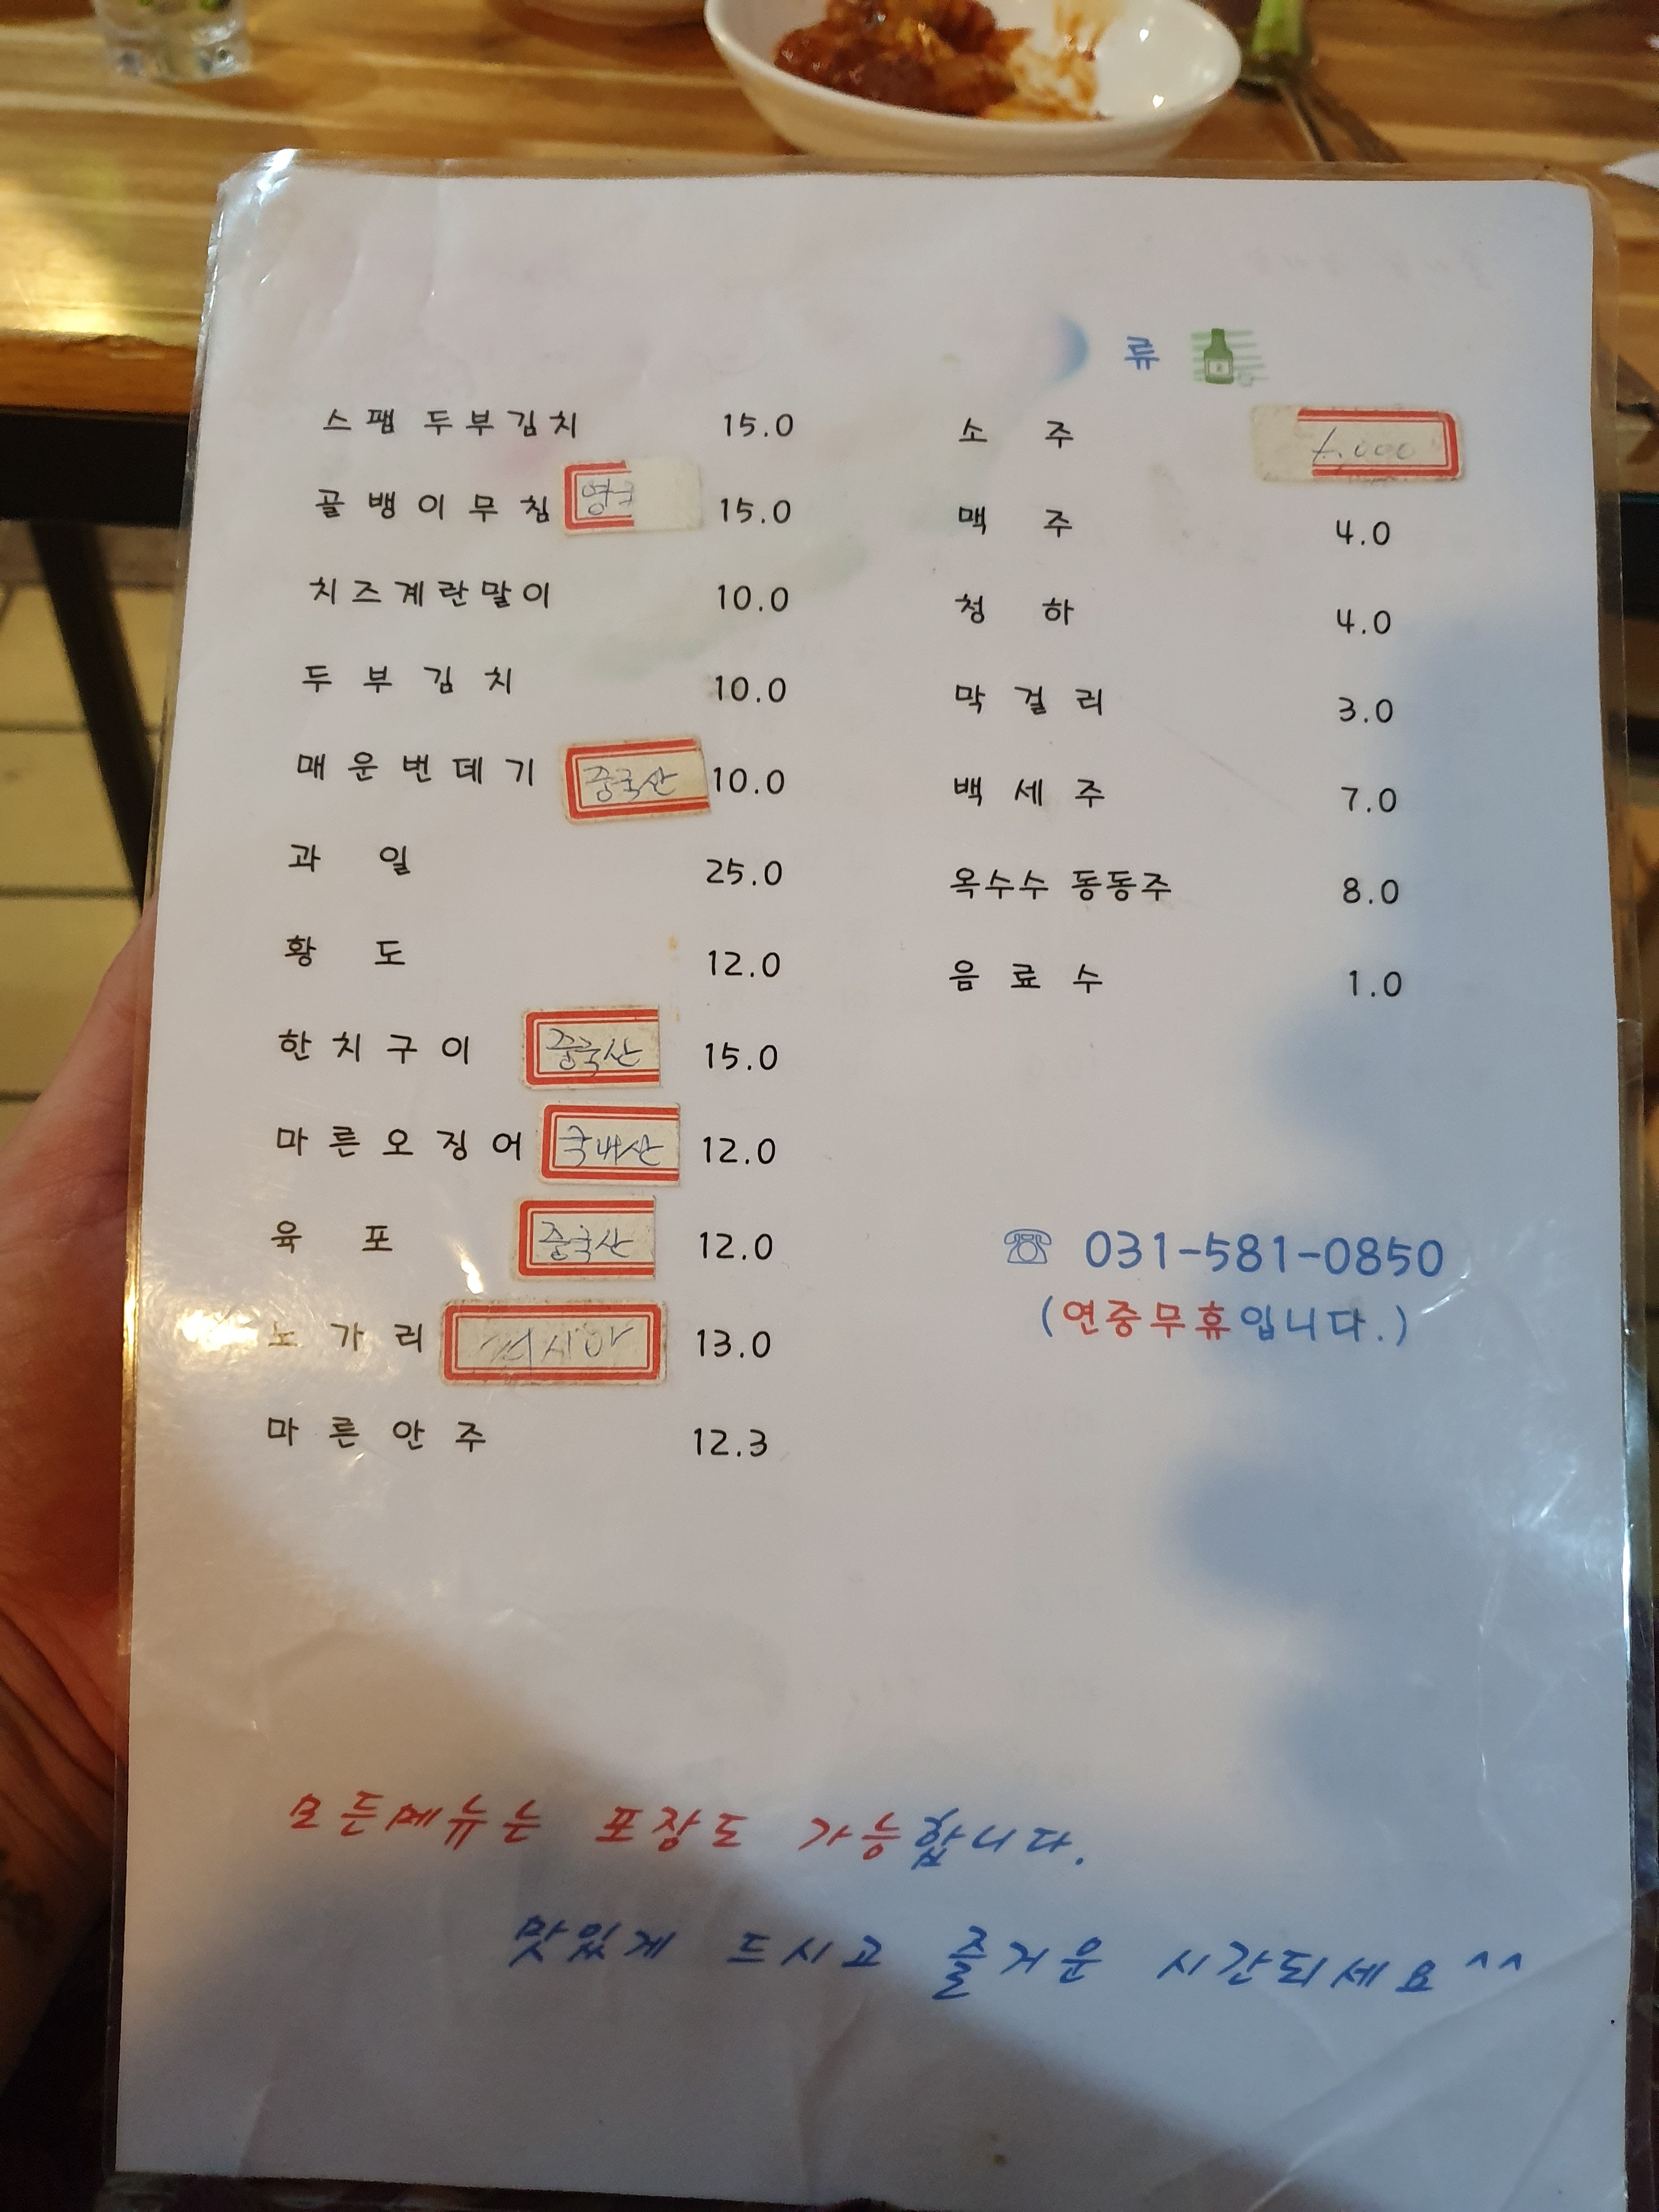 스팸 두부김치 15.0
골뱅이무침 15.0
치즈계란말이 10.0
두부김치 10.0
매운번데기 중국산 10.0
과일 25.0
황도 12.0
한치구이 중국산 15.0
마른오징어 국내산 12.0
육포 중국산 12.0
노가리 13.0
마른안주 12.3
류
소주
맥주 4.0
청하 4.0
막걸리 3.0
백세주 7.0
옥수수 동동주 8.0
음료수 1.0
☏ 031-581-0850
(연중무휴입니다.)
모든메뉴는 포장도 가능합니다.
맛있게 드시고 즐거운 시간되세요^^